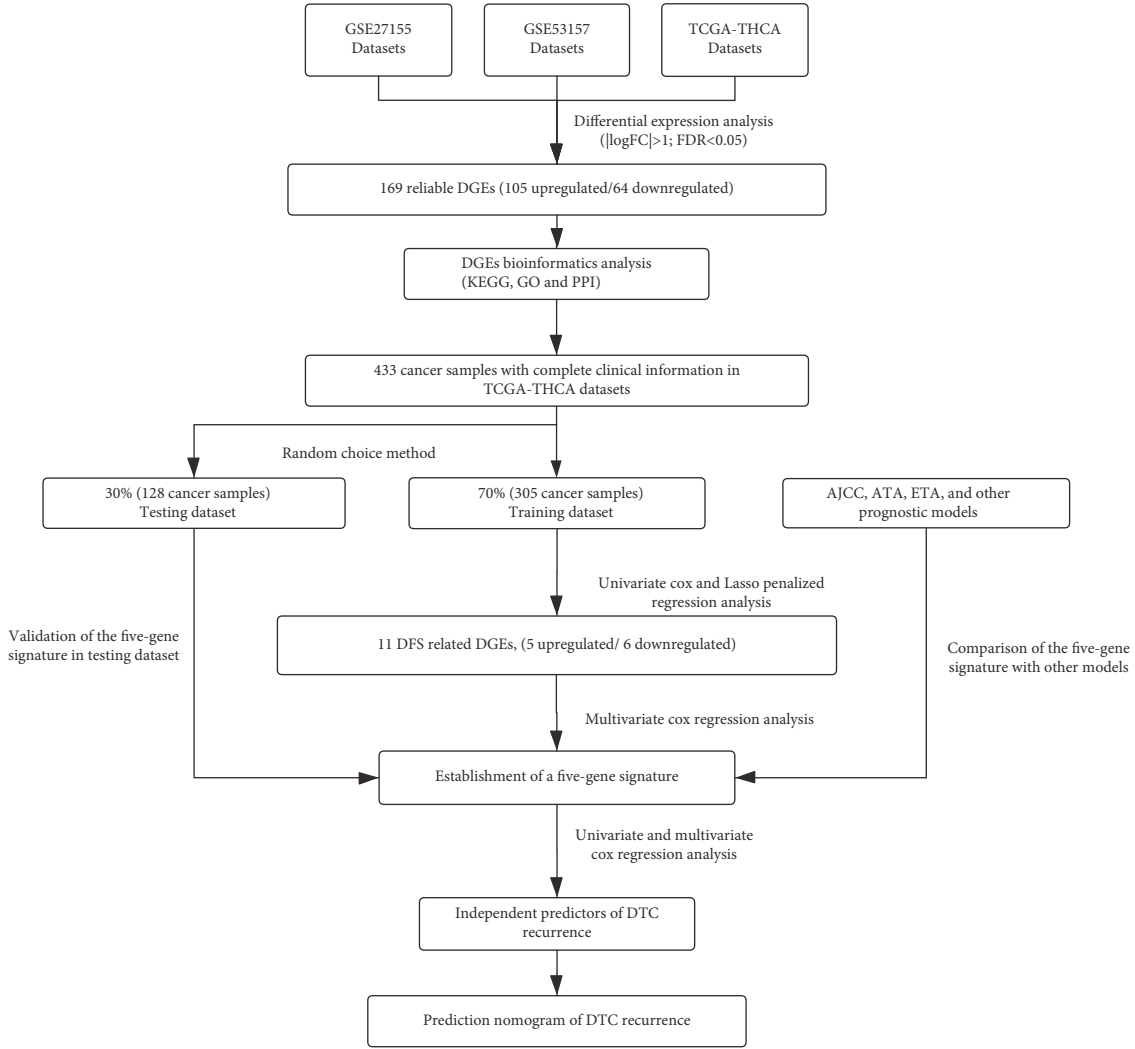 GSE27155
Datasets
GSE53157
Datasets
TCGA-THCA
Datasets
Differential expression analysis
(|logFC|>1; FDR<0.05)
169 reliable DGEs (105 upregulated/64 downregulated)
DGEs bioinformatics analysis
(KEGG, GO and PPI)
433 cancer samples with complete clinical information in
TCGA-THCA datasets
Random choice method
30% (128 cancer samples)
Testing dataset
70% (305 cancer samples)
Training dataset
AJCC, ATA, ETA, and other
prognostic models
Univariate cox and Lasso penalized
regression analysis
Validation of the five-gene
signature in testing dataset
11 DFS related DGEs, (5 upregulated/ 6 downregulated)
Comparison of the five-gene
signature with other models
Multivariate cox regression analysis
Establishment of a five-gene signature
Univariate and multivariate
cox regression analysis
Independent predictors of DTC
recurrence
Prediction nomogram of DTC recurrence